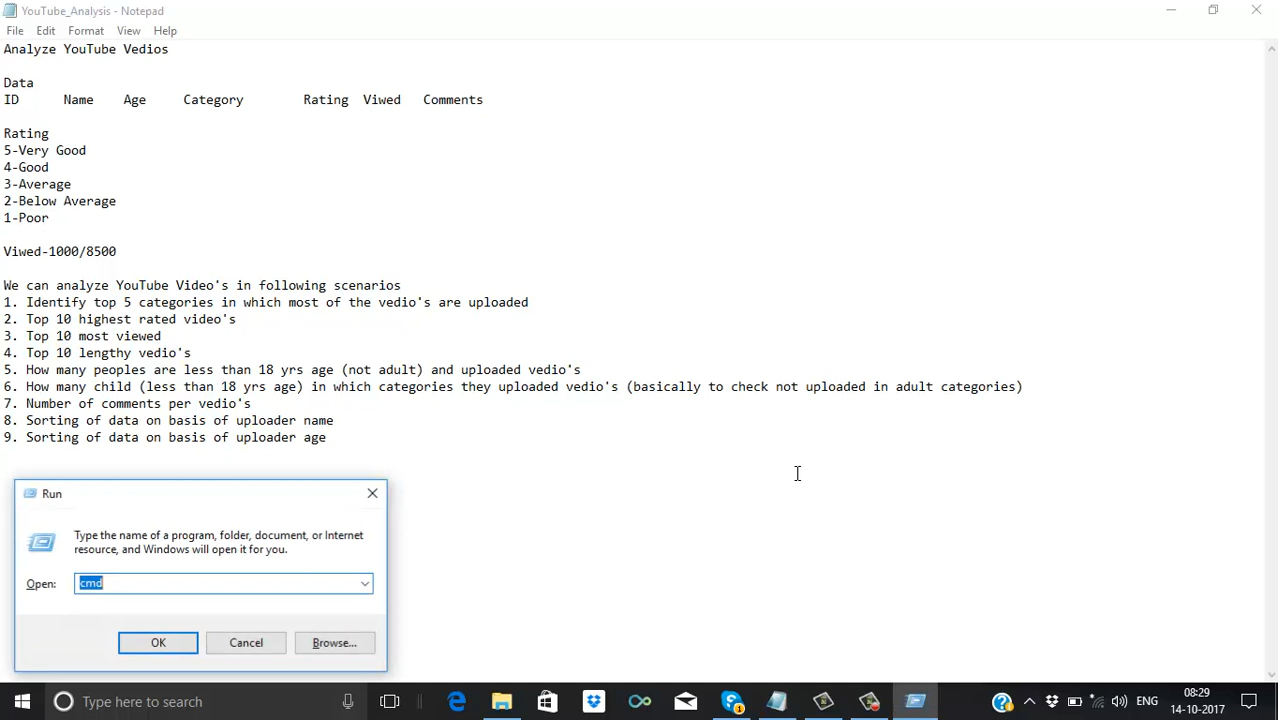 YouTube_Analysis - Notepad
File Edit Format View Help
Analyze YouTube Vedios
Data
ID Name Age Category Rating Viwed Comments
Rating
5-Very Good
4-Good
3-Average
2-Below Average
1-Poor
Viwed-1000/8500
We can analyze YouTube Video's in following scenarios
1. Identify top 5 categories in which most of the vedio's are uploaded
2. Top 10 highest rated video's
3. Top 10 most viewed
4. Top 10 lengthy vedio's
5. How many peoples are less than 18 yrs age (not adult) and uploaded vedio's
6. How many child (less than 18 yrs age) in which categories they uploaded vedio's (basically to check not uploaded in adult categories)
7. Number of comments per vedio's
8. Sorting of data on basis of uploader name
9. Sorting of data on basis of uploader age
Run
Type the name of a program, folder, document, or Internet
resource, and Windows will open it for you.
Open: cmd
OK Cancel Browse...
Type here to search
ENG
08:29
14-10-2017